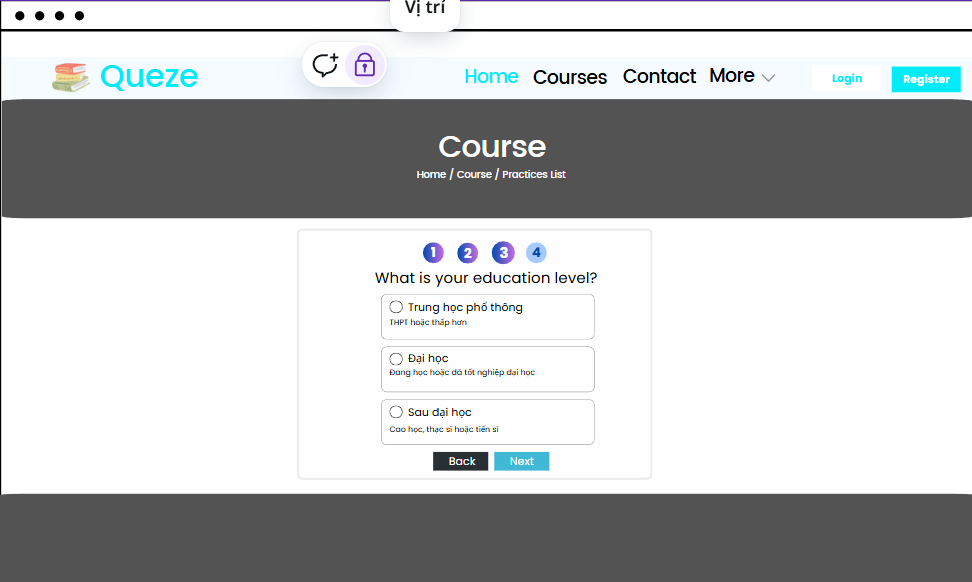 Vị trí
Queze
Home Courses Contact More
Login Register
Course
Home / Course / Practices List
1 2 3 4
What is your education level?
Trung học phổ thông
THPT hoặc thấp hơn
Đại học
Đang học hoặc đã tốt nghiệp đại học
Sau đại học
Cao học, thạc sĩ hoặc tiến sĩ
Back Next